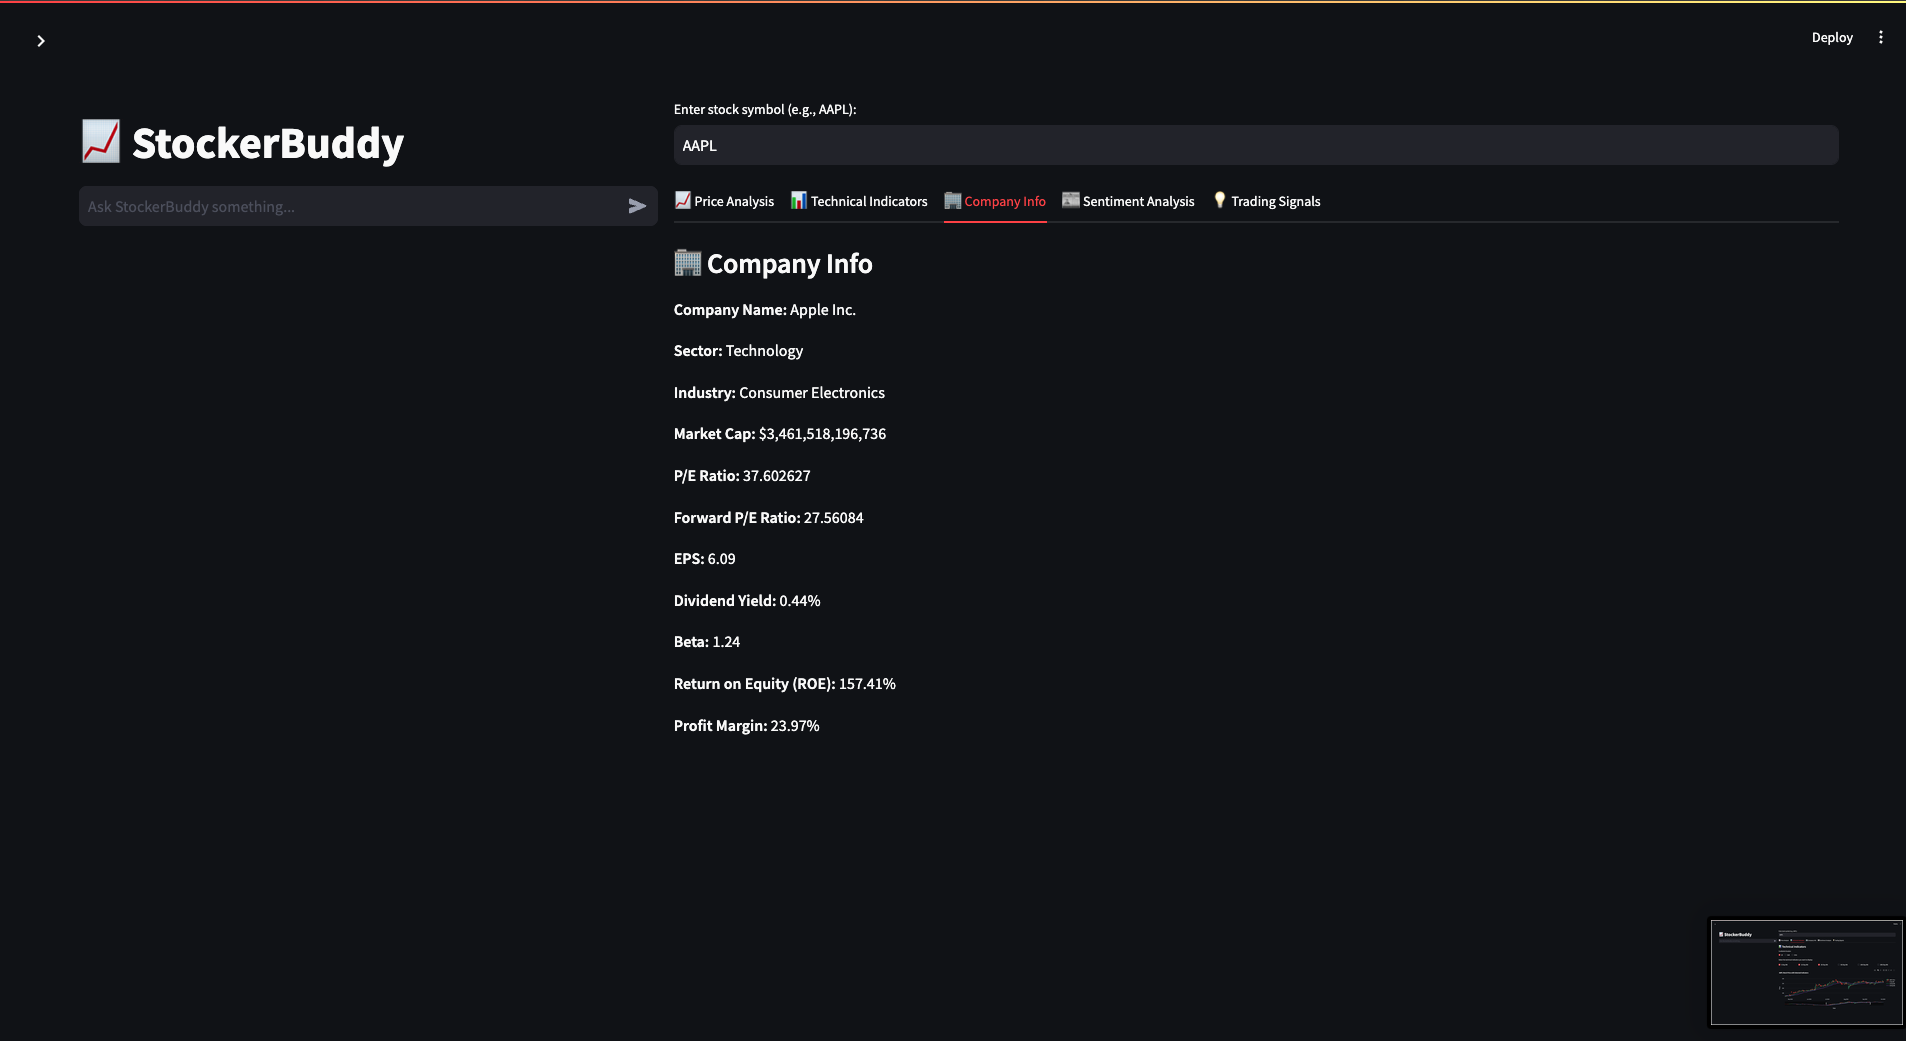 Deploy
StockerBuddy
Ask StockerBuddy something...
Enter stock symbol (e.g., AAPL):
AAPL
Price Analysis
Technical Indicators
Company Info
Sentiment Analysis
Trading Signals
Company Info
Company Name: Apple Inc.
Sector: Technology
Industry: Consumer Electronics
Market Cap: $3,461,518,196,736
P/E Ratio: 37.602627
Forward P/E Ratio: 27.56084
EPS: 6.09
Dividend Yield: 0.44%
Beta: 1.24
Return on Equity (ROE): 157.41%
Profit Margin: 23.97%
StockerBuddy